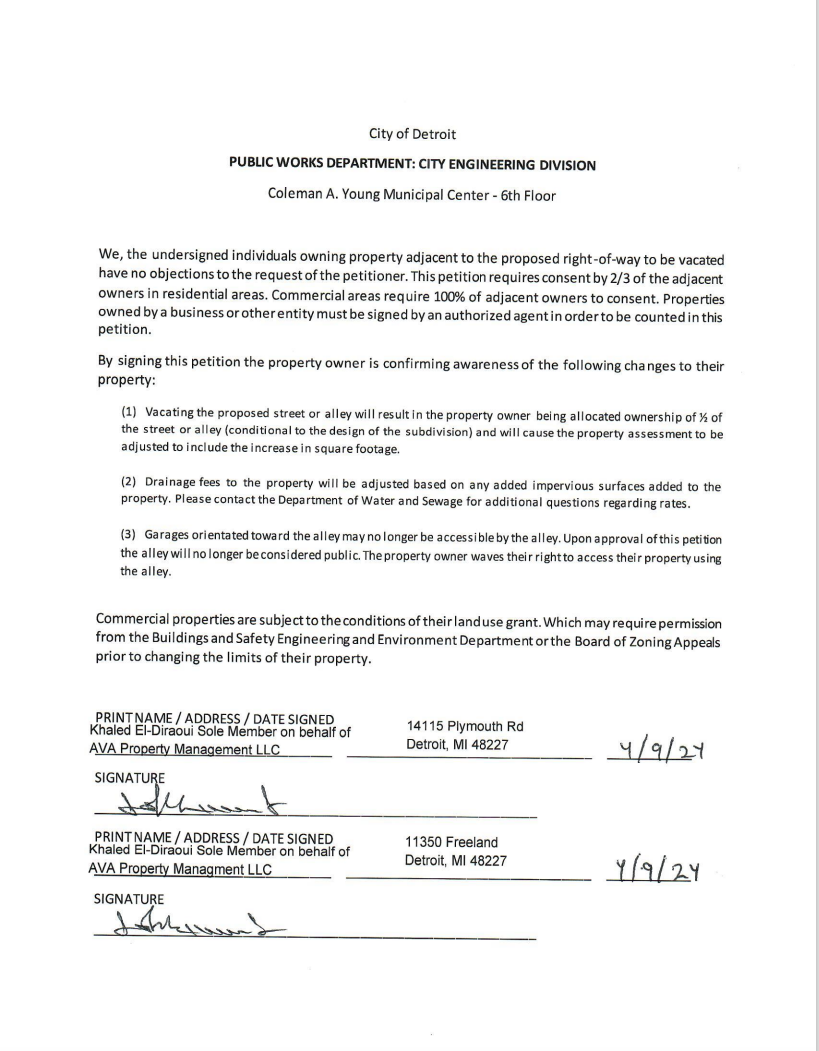 City of Detroit
PUBLIC WORKS DEPARTMENT: CITY ENGINEERING DIVISION
Coleman A. Young Municipal Center - 6th Floor
We, the undersigned individuals owning property adjacent to the proposed right-of-way to be vacated
have no objections to the request of the petitioner. This petition requires consent by 2/3 of the adjacent
owners in residential areas. Commercial areas require 100% of adjacent owners to consent. Properties
owned by a business or other entity must be signed by an authorized agent in order to be counted in this
petition.
By signing this petition the property owner is confirming awareness of the following changes to their
property:
(1) Vacating the proposed street or alley will result in the property owner being allocated ownership of ½ of
the street or alley (conditional to the design of the subdivision) and will cause the property assessment to be
adjusted to include the increase in square footage.
(2) Drainage fees to the property will be adjusted based on any added impervious surfaces added to the
property. Please contact the Department of Water and Sewage for additional questions regarding rates.
(3) Garages orientated toward the alley may no longer be accessible by the alley. Upon approval of this petition
the alley will no longer be considered public. The property owner waves their right to access their property using
the alley.
Commercial properties are subject to the conditions of their land use grant. Which may require permission
from the Buildings and Safety Engineering and Environment Department or the Board of Zoning Appeals
prior to changing the limits of their property.
PRINT NAME / ADDRESS / DATE SIGNED
Khaled El-Diraoui Sole Member on behalf of
AVA Property Management LLC
14115 Plymouth Rd
Detroit, MI 48227
4/9/24
SIGNATURE
PRINT NAME / ADDRESS / DATE SIGNED
Khaled El-Diraoui Sole Member on behalf of
AVA Property Managment LLC
11350 Freeland
Detroit, MI 48227
4/9/24
SIGNATURE